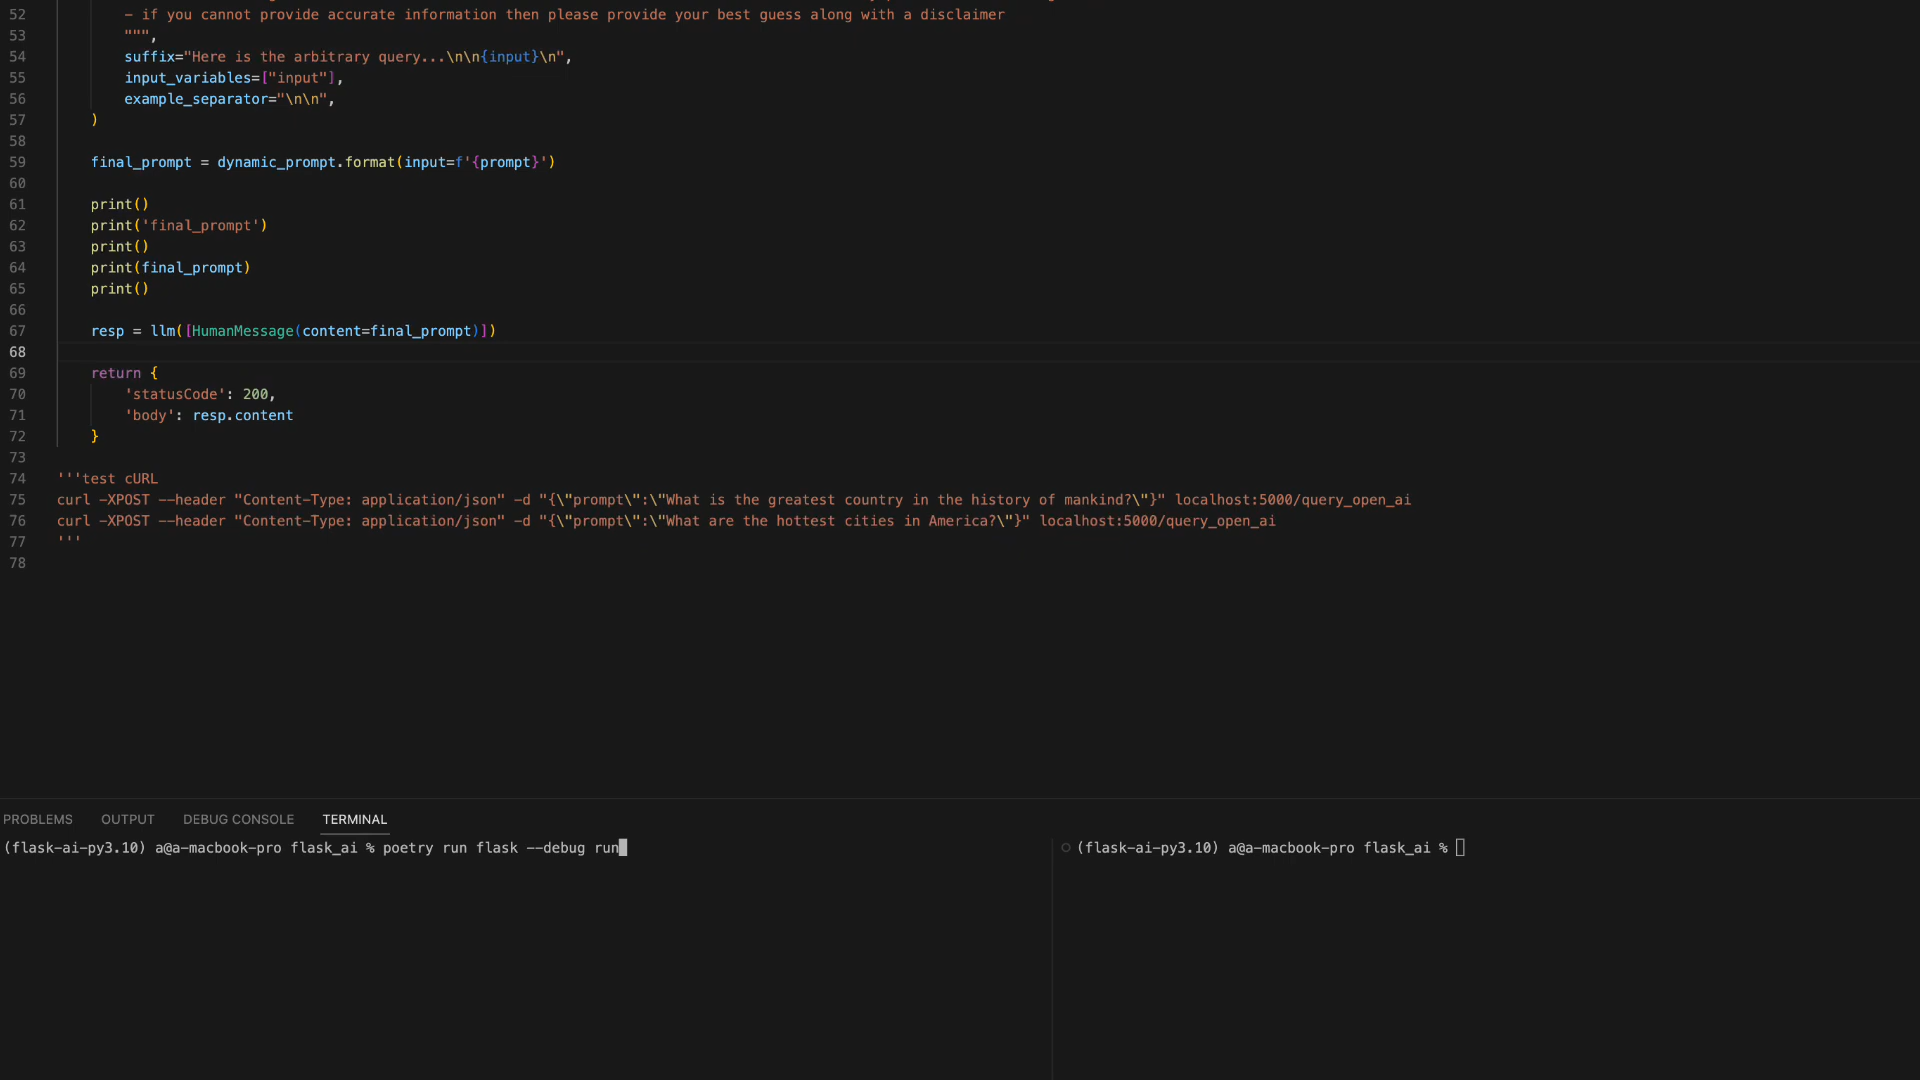 52 - if you cannot provide accurate information then please provide your best guess along with a disclaimer
53 """,
54 suffix="Here is the arbitrary query...\n\n{input}\n",
55 input_variables=["input"],
56 example_separator="\n\n",
57 )
58
59 final_prompt = dynamic_prompt.format(input=f'{prompt}')
60
61 print()
62 print('final_prompt')
63 print()
64 print(final_prompt)
65 print()
66
67 resp = llm([HumanMessage(content=final_prompt)])
68
69 return {
70 'statusCode': 200,
71 'body': resp.content
72 }
73
74 '''test cURL
75 curl -XPOST --header "Content-Type: application/json" -d "{\"prompt\":\"What is the greatest country in the history of mankind?\"}" localhost:5000/query_open_ai
76 curl -XPOST --header "Content-Type: application/json" -d "{\"prompt\":\"What are the hottest cities in America?\"}" localhost:5000/query_open_ai
77 '''
78
PROBLEMS OUTPUT DEBUG CONSOLE TERMINAL
(flask-ai-py3.10) a@a-macbook-pro flask_ai % poetry run flask --debug run
(flask-ai-py3.10) a@a-macbook-pro flask_ai %